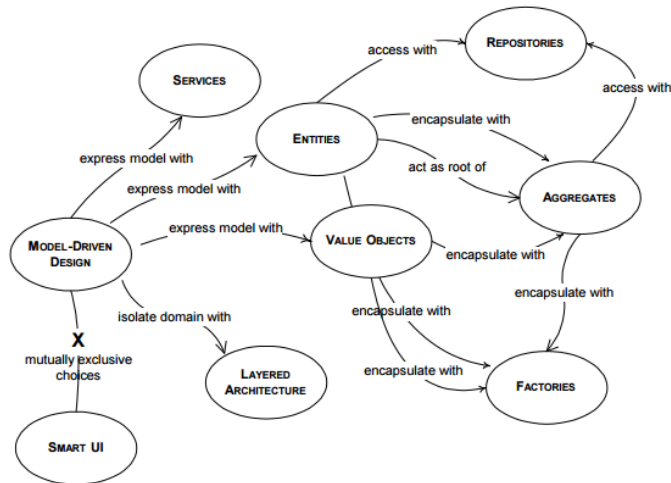 REPOSITORIES
access with
SERVICES
access with
encapsulate with
ENTITIES
express model with
act as root of
express model with
AGGREGATES
express model with
MODEL-DRIVEN
DESIGN
VALUE OBJECTS
encapsulate with
encapsulate with
isolate domain with
encapsulate with
X
mutually exclusive
choices
encapsulate with
LAYERED
ARCHITECTURE
FACTORIES
SMART UI